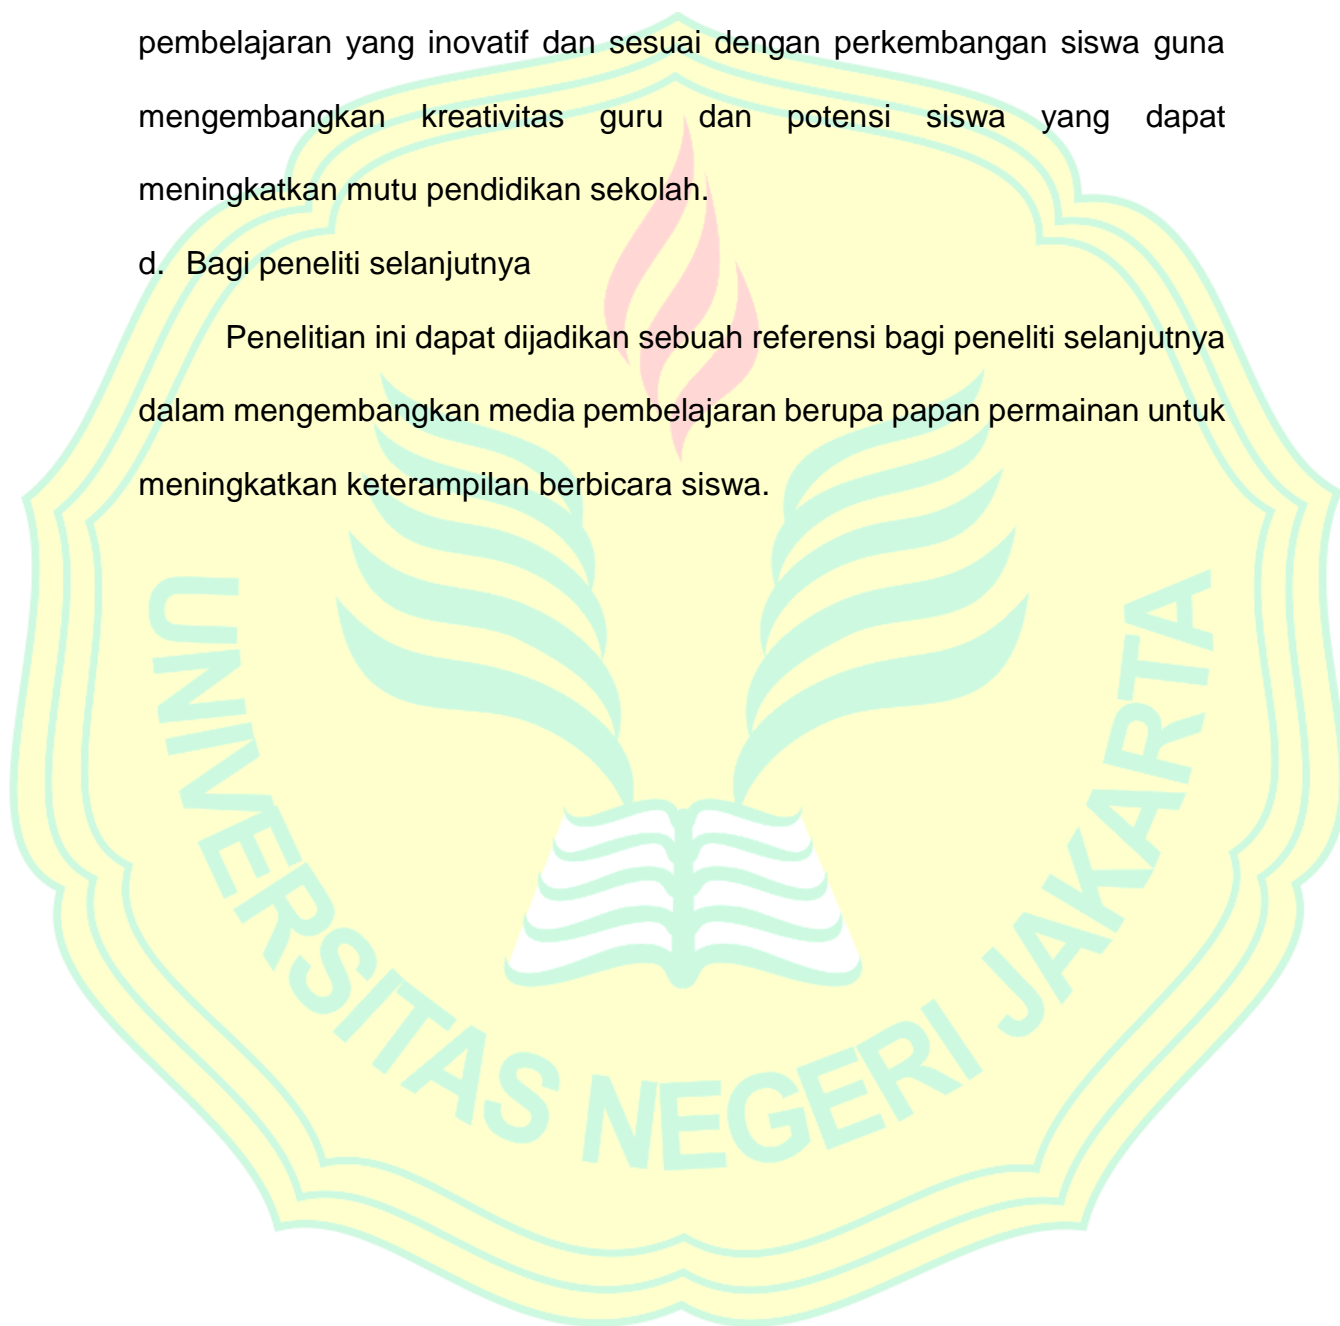 pembelajaran yang inovatif dan sesuai dengan perkembangan siswa guna
mengembangkan kreativitas guru dan potensi siswa yang dapat
meningkatkan mutu pendidikan sekolah.
d. Bagi peneliti selanjutnya
Penelitian ini dapat dijadikan sebuah referensi bagi peneliti selanjutnya
dalam mengembangkan media pembelajaran berupa papan permainan untuk
meningkatkan keterampilan berbicara siswa.
UNIVERSITAS NEGERI JAKARTA